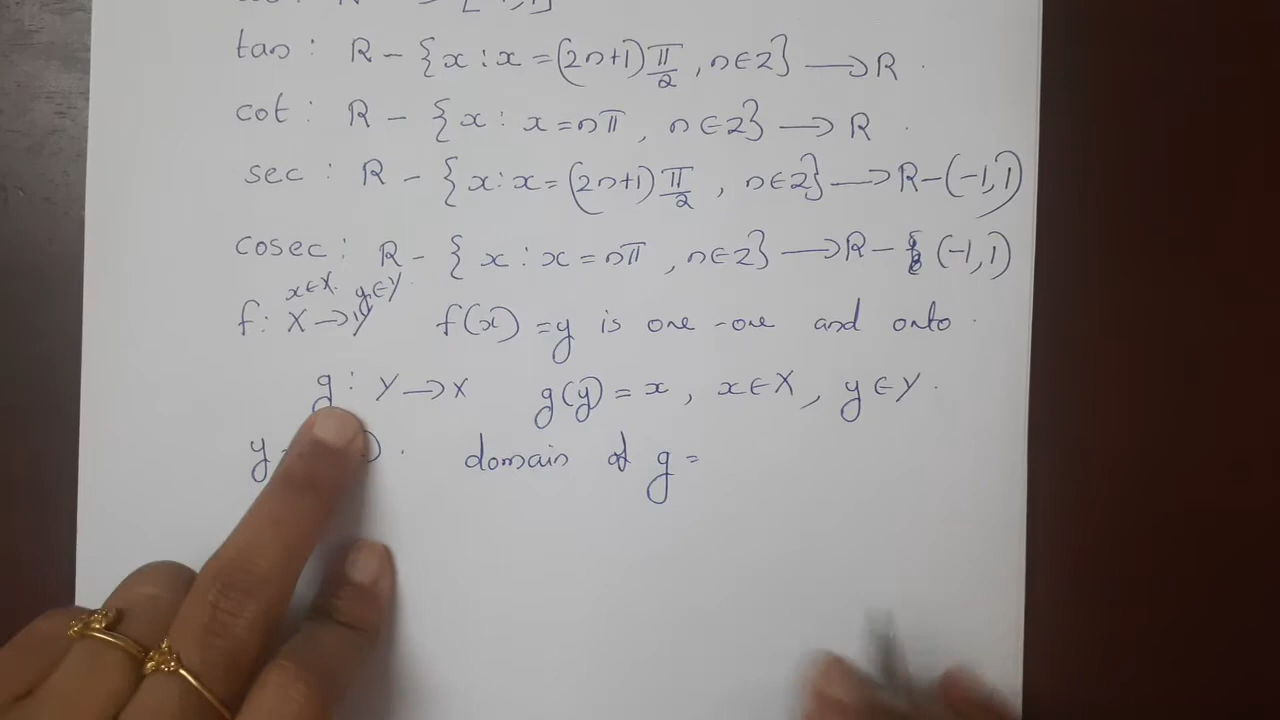 tan : R - {x : x = (2n+1) π/2 , n∈Z} → R .
cot : R - {x : x = nπ , n∈Z} → R .
sec : R - {x : x = (2n+1) π/2 , n∈Z} → R - (-1,1)
cosec : R - {x : x = nπ , n∈Z} → R - (-1,1)
x∈X. y∈Y.
f : X → Y f(x) = y is one-one and onto .
g : Y → X g(y) = x , x∈X , y∈Y .
y domain of g =